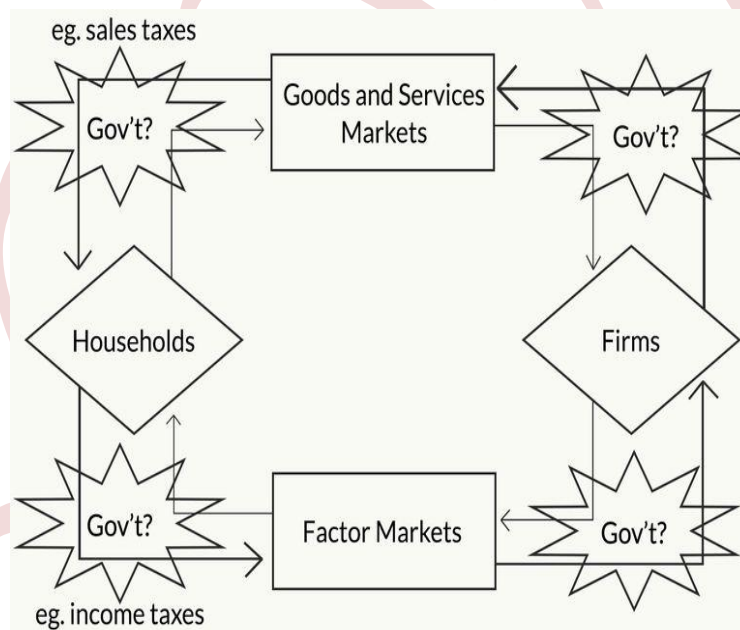 eg. sales taxes
Gov't?
Goods and Services
Markets
Gov't?
Households
Firms
Gov't?
Factor Markets
Gov't?
eg. income taxes